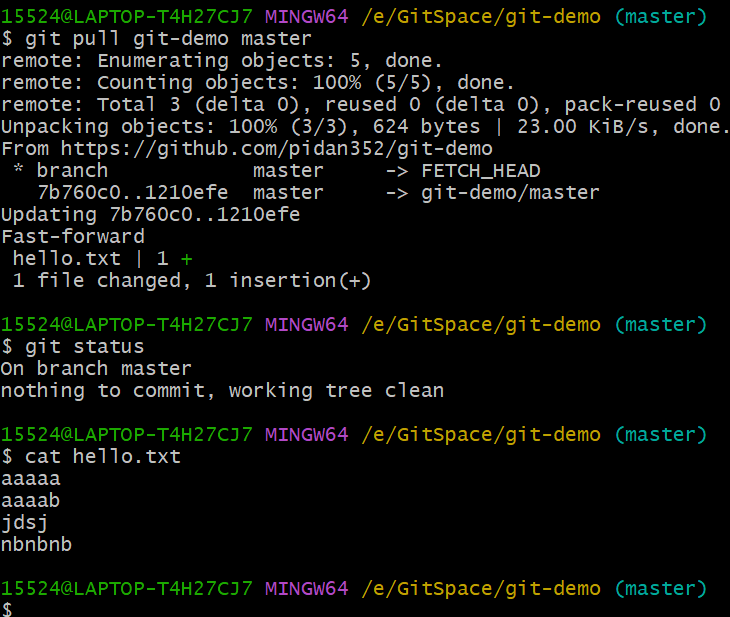 15524@LAPTOP-T4H27CJ7 MINGW64 /e/GitSpace/git-demo (master)
$ git pull git-demo master
remote: Enumerating objects: 5, done.
remote: Counting objects: 100% (5/5), done.
remote: Total 3 (delta 0), reused 0 (delta 0), pack-reused 0
Unpacking objects: 100% (3/3), 624 bytes | 23.00 KiB/s, done.
From https://github.com/pidan352/git-demo
 * branch            master     -> FETCH_HEAD
   7b760c0..1210efe  master     -> git-demo/master
Updating 7b760c0..1210efe
Fast-forward
 hello.txt | 1 +
 1 file changed, 1 insertion(+)
15524@LAPTOP-T4H27CJ7 MINGW64 /e/GitSpace/git-demo (master)
$ git status
On branch master
nothing to commit, working tree clean
15524@LAPTOP-T4H27CJ7 MINGW64 /e/GitSpace/git-demo (master)
$ cat hello.txt
aaaaa
aaaab
jdsj
nbnbnb
15524@LAPTOP-T4H27CJ7 MINGW64 /e/GitSpace/git-demo (master)
$